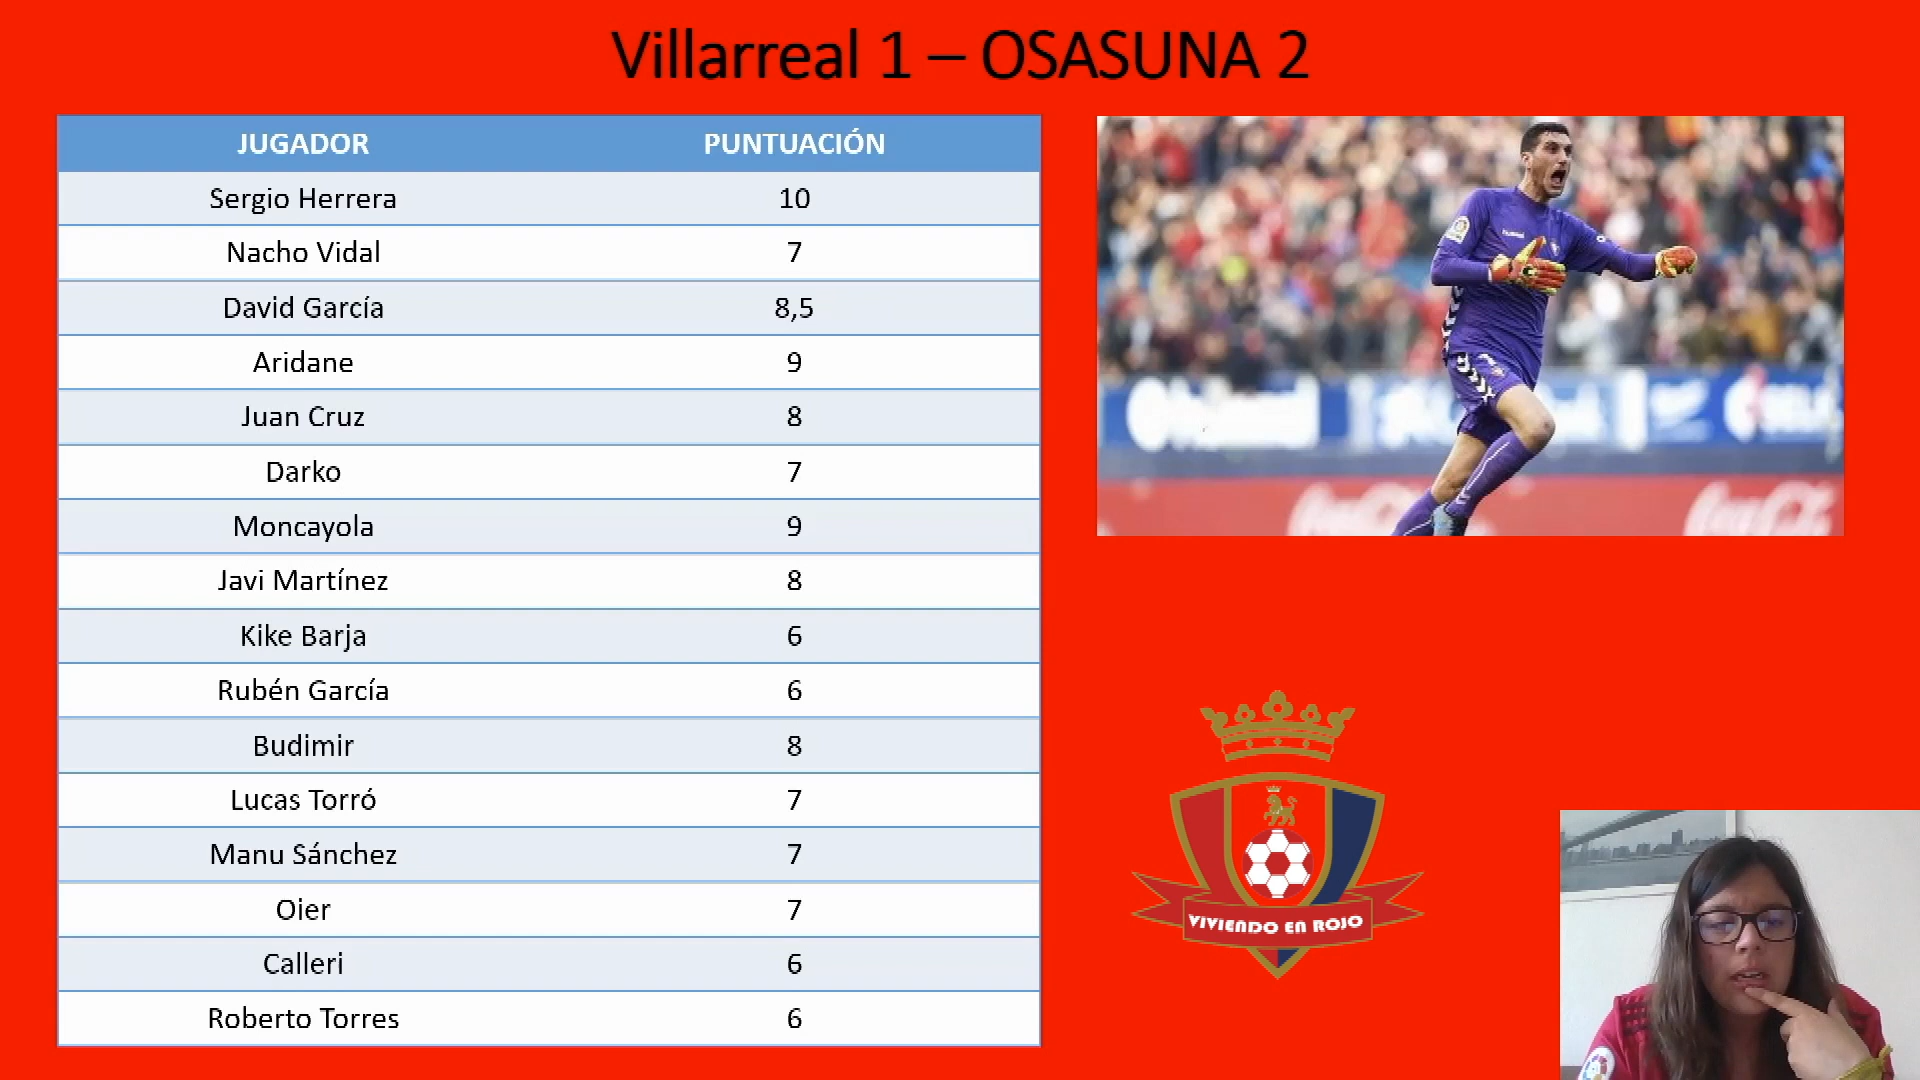 Villarreal 1 – OSASUNA 2
JUGADOR PUNTUACIÓN
Sergio Herrera 10
Nacho Vidal 7
David García 8,5
Aridane 9
Juan Cruz 8
Darko 7
Moncayola 9
Javi Martínez 8
Kike Barja 6
Rubén García 6
Budimir 8
Lucas Torró 7
Manu Sánchez 7
Oier 7
Calleri 6
Roberto Torres 6
Coca-Cola
VIVIENDO EN ROJO